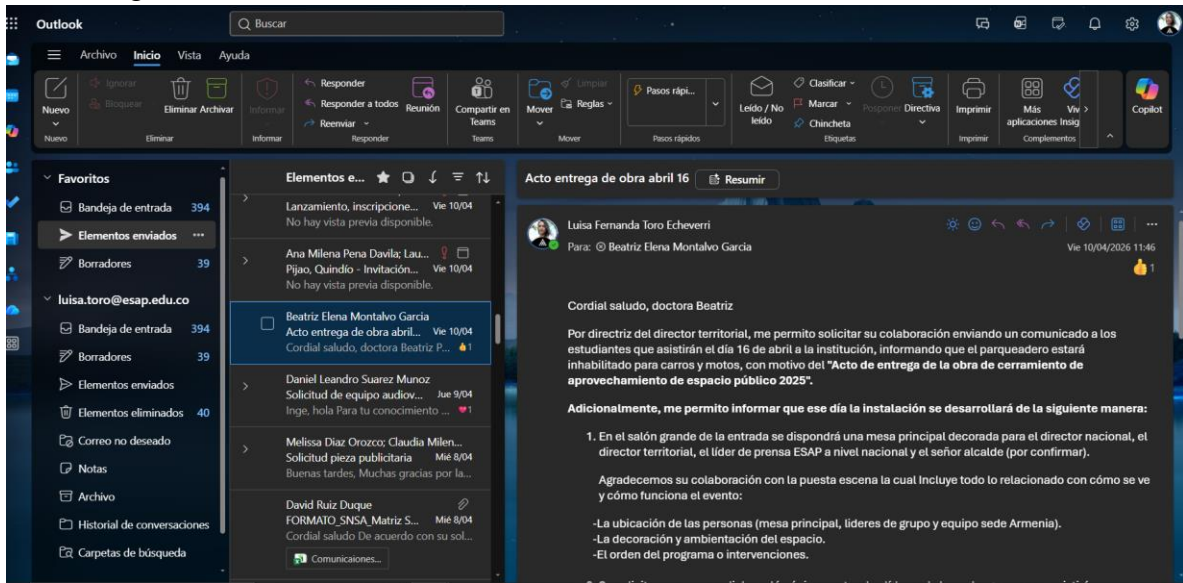 Outlook
Buscar
Archivo Inicio Vista Ayuda
Nuevo
Ignorar
Bloquear
Eliminar
Archivar
Informar
Responder
Responder a todos
Reenviar
Reunión
Compartir en Teams
Mover
Limpiar
Reglas
Pasos rápi...
Leído / No leído
Clasificar
Marcar
Chincheta
Posponer
Directiva
Imprimir
Más aplicaciones
Viv
Insig
Copilot
Nuevo Eliminar Informar Responder Teams Mover Pasos rápidos Etiquetas Imprimir Complementos
Favoritos
Bandeja de entrada 394
Elementos enviados ...
Borradores 39
luisa.toro@esap.edu.co
Bandeja de entrada 394
Borradores 39
Elementos enviados
Elementos eliminados 40
Correo no deseado
Notas
Archivo
Historial de conversaciones
Carpetas de búsqueda
Elementos e...
Lanzamiento, inscripcione... Vie 10/04
No hay vista previa disponible.
Ana Milena Pena Davila; Lau...
Pijao, Quindío - Invitación... Vie 10/04
No hay vista previa disponible.
Beatriz Elena Montalvo Garcia
Acto entrega de obra abril... Vie 10/04
Cordial saludo, doctora Beatriz P... 1
Daniel Leandro Suarez Munoz
Solicitud de equipo audiov... Jue 9/04
Inge, hola Para tu conocimiento ... 1
Melissa Diaz Orozco; Claudia Milen...
Solicitud pieza publicitaria Mié 8/04
Buenas tardes, Muchas gracias por la...
David Ruiz Duque
FORMATO_SNSA_Matriz S... Mié 8/04
Cordial saludo De acuerdo con su sol...
Comunicaiones...
Acto entrega de obra abril 16 Resumir
Luisa Fernanda Toro Echeverri
Para: Beatriz Elena Montalvo Garcia
Vie 10/04/2026 11:46
1
Cordial saludo, doctora Beatriz
Por directriz del director territorial, me permito solicitar su colaboración enviando un comunicado a los
estudiantes que asistirán el día 16 de abril a la institución, informando que el parqueadero estará
inhabilitado para carros y motos, con motivo del "Acto de entrega de la obra de cerramiento de
aprovechamiento de espacio público 2025".
Adicionalmente, me permito informar que ese día la instalación se desarrollará de la siguiente manera:
1. En el salón grande de la entrada se dispondrá una mesa principal decorada para el director nacional, el
director territorial, el líder de prensa ESAP a nivel nacional y el señor alcalde (por confirmar).
Agradecemos su colaboración con la puesta escena la cual Incluye todo lo relacionado con cómo se ve
y cómo funciona el evento:
-La ubicación de las personas (mesa principal, líderes de grupo y equipo sede Armenia).
-La decoración y ambientación del espacio.
-El orden del programa o intervenciones.